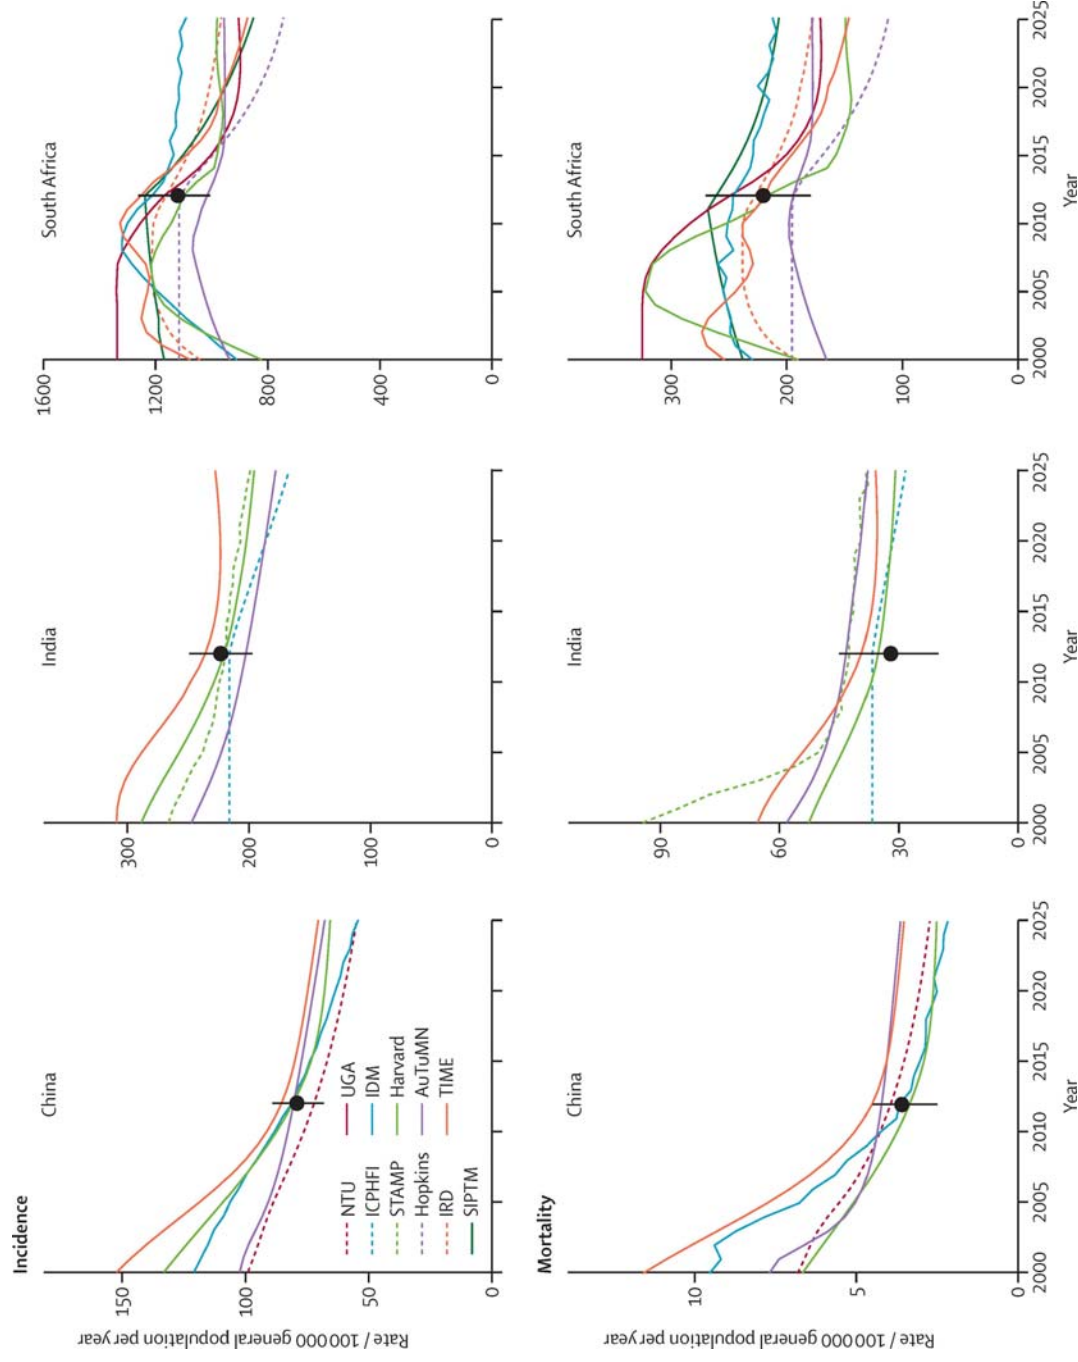 Incidence
China
India
South Africa
Rate / 100 000 general population per year
150
100
50
0
300
200
100
0
1600
1200
800
400
0
NTU
ICPHFI
STAMP
Hopkins
IRD
SIPTM
UGA
IDM
Harvard
AuTuMN
TIME
Mortality
China
India
South Africa
Rate / 100 000 general population per year
10
5
0
90
60
30
0
300
200
100
0
2000
2005
2010
2015
2020
2025
Year
2000
2005
2010
2015
2020
2025
Year
2000
2005
2010
2015
2020
2025
Year